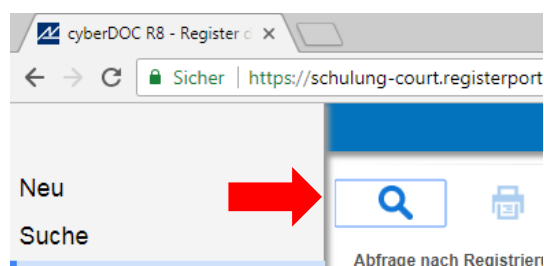 cyberDOC R8 - Register d
Sicher | https://schulung-court.registerport
Neu
Suche
Abfrage nach Registrieru